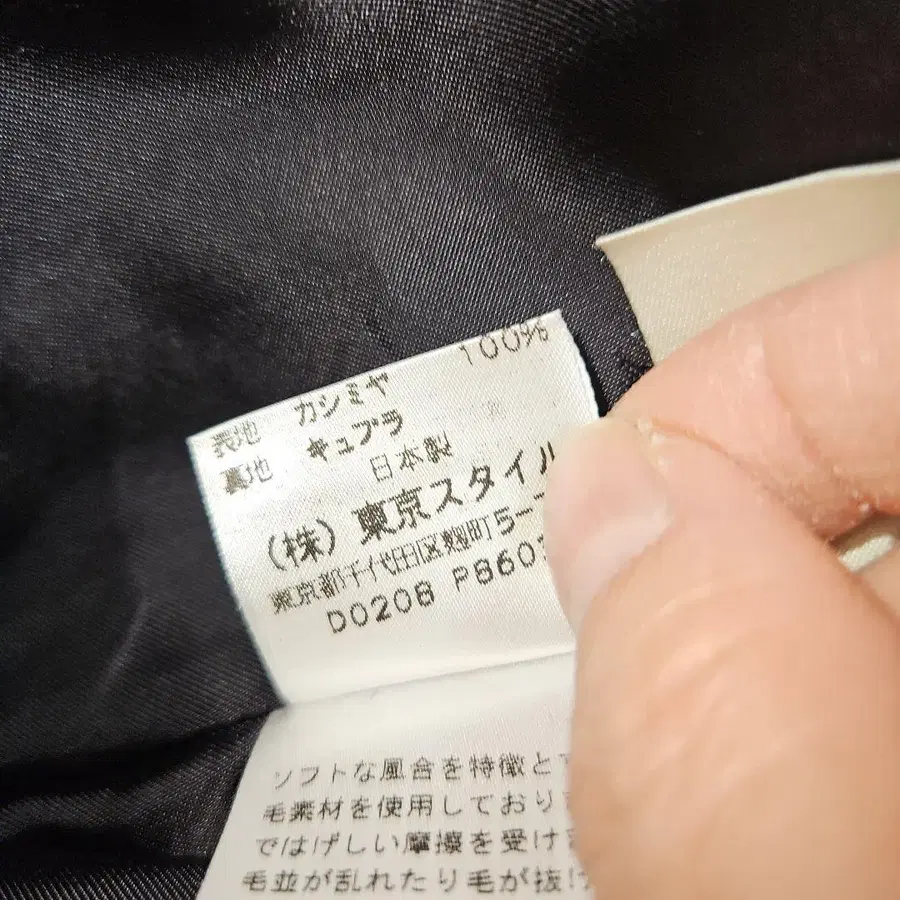 表地 カシミヤ 100%
裏地 キュプラ
日本製
(株)東京スタイル
東京都千代田区麹町5-
D0208 P860
ソフトな風合を特徴と
毛素材を使用しており
ではげしい摩擦を受け
毛並が乱れたり毛が抜け